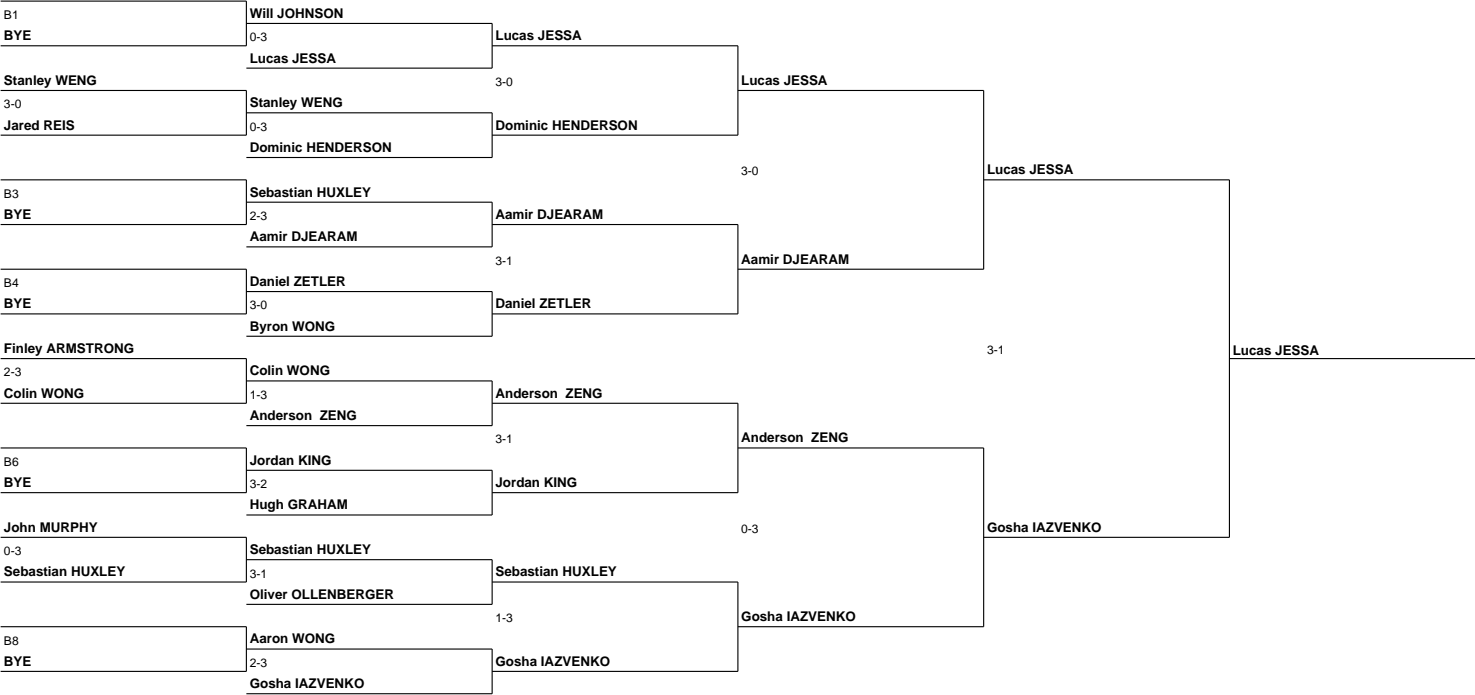 B1
BYE
Stanley WENG
3-0
Jared REIS
B3
BYE
B4
BYE
Finley ARMSTRONG
2-3
Colin WONG
B6
BYE
John MURPHY
0-3
Sebastian HUXLEY
B8
BYE
Will JOHNSON
0-3
Lucas JESSA
Stanley WENG
0-3
Dominic HENDERSON
Sebastian HUXLEY
2-3
Aamir DJEARAM
Daniel ZETLER
3-0
Byron WONG
Colin WONG
1-3
Anderson  ZENG
Jordan KING
3-2
Hugh GRAHAM
Sebastian HUXLEY
3-1
Oliver OLLENBERGER
Aaron WONG
2-3
Gosha IAZVENKO
Lucas JESSA
3-0
Dominic HENDERSON
Aamir DJEARAM
3-1
Daniel ZETLER
Anderson  ZENG
3-1
Jordan KING
Sebastian HUXLEY
1-3
Gosha IAZVENKO
Lucas JESSA
3-0
Aamir DJEARAM
Anderson  ZENG
0-3
Gosha IAZVENKO
Lucas JESSA
3-1
Gosha IAZVENKO
Lucas JESSA